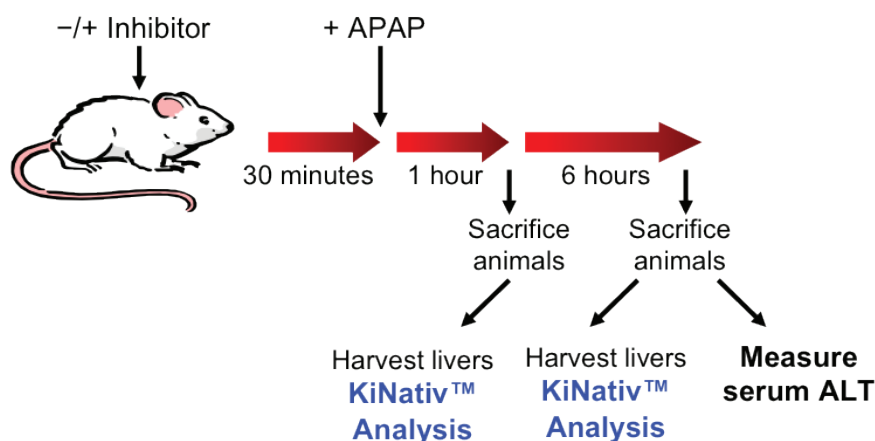 −/+ Inhibitor
+ APAP
30 minutes
1 hour
6 hours
Sacrifice
animals
Sacrifice
animals
Harvest livers
KiNativ™
Analysis
Harvest livers
KiNativ™
Analysis
Measure
serum ALT